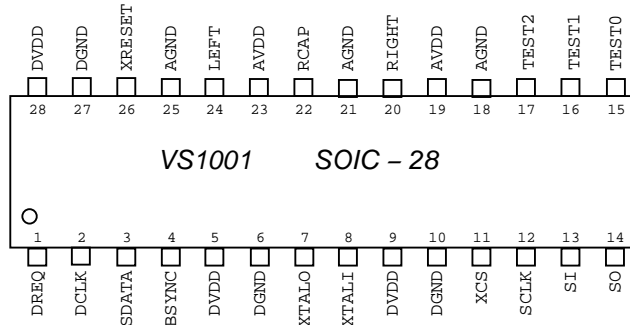 DVDD DGND XRESET AGND LEFT AVDD RCAP AGND RIGHT AVDD AGND TEST2 TEST1 TEST0
28 27 26 25 24 23 22 21 20 19 18 17 16 15
VS1001 SOIC – 28
1 2 3 4 5 6 7 8 9 10 11 12 13 14
DREQ DCLK SDATA BSYNC DVDD DGND XTALO XTALI DVDD DGND XCS SCLK SI SO